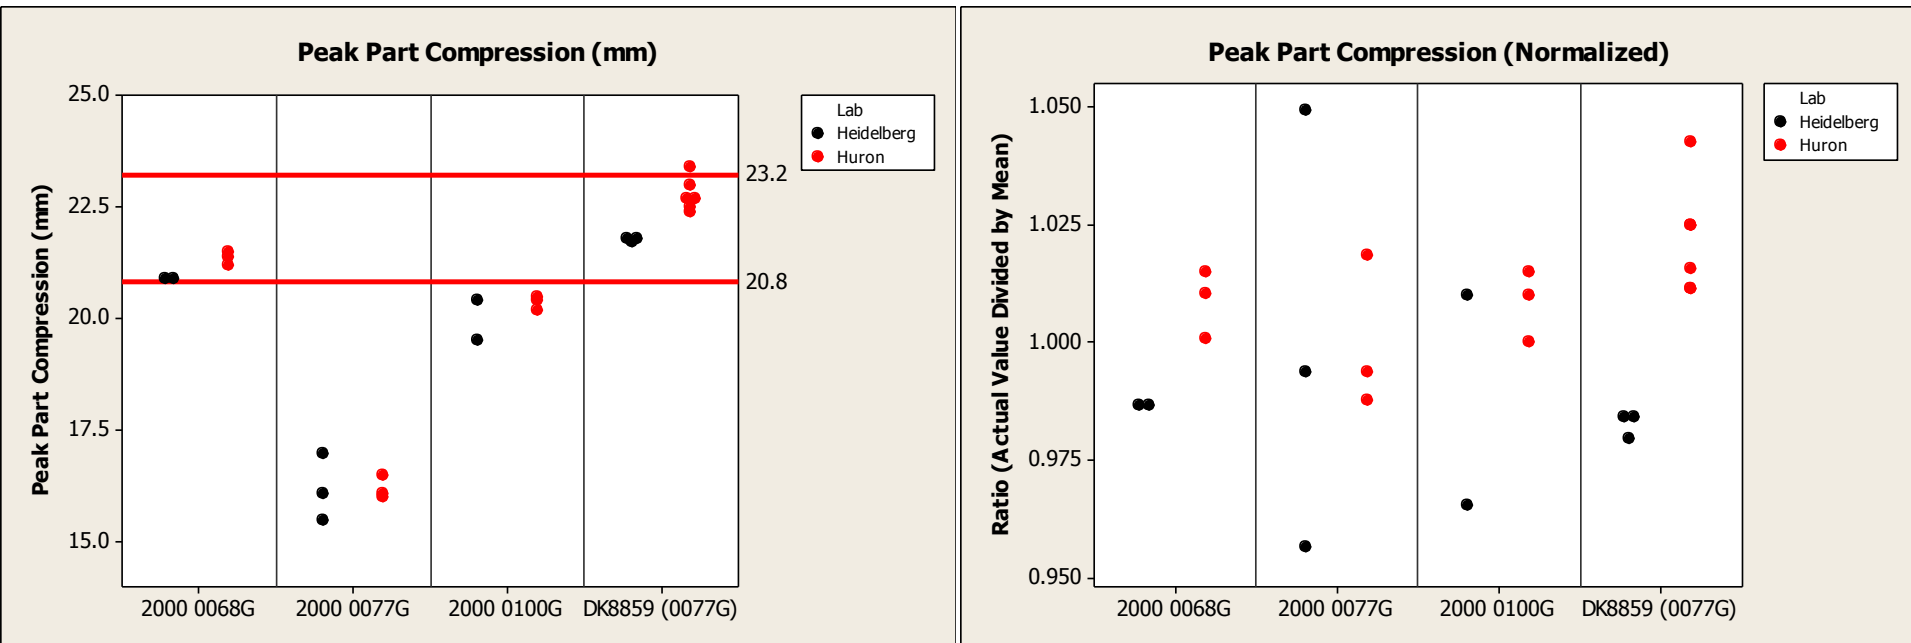 Peak Part Compression (mm)
Peak Part Compression (mm)
25.0
22.5
20.0
17.5
15.0
23.2
20.8
2000 0068G
2000 0077G
2000 0100G
DK8859 (0077G)
Lab
Heidelberg
Huron
Peak Part Compression (Normalized)
Ratio (Actual Value Divided by Mean)
1.050
1.025
1.000
0.975
0.950
2000 0068G
2000 0077G
2000 0100G
DK8859 (0077G)
Lab
Heidelberg
Huron